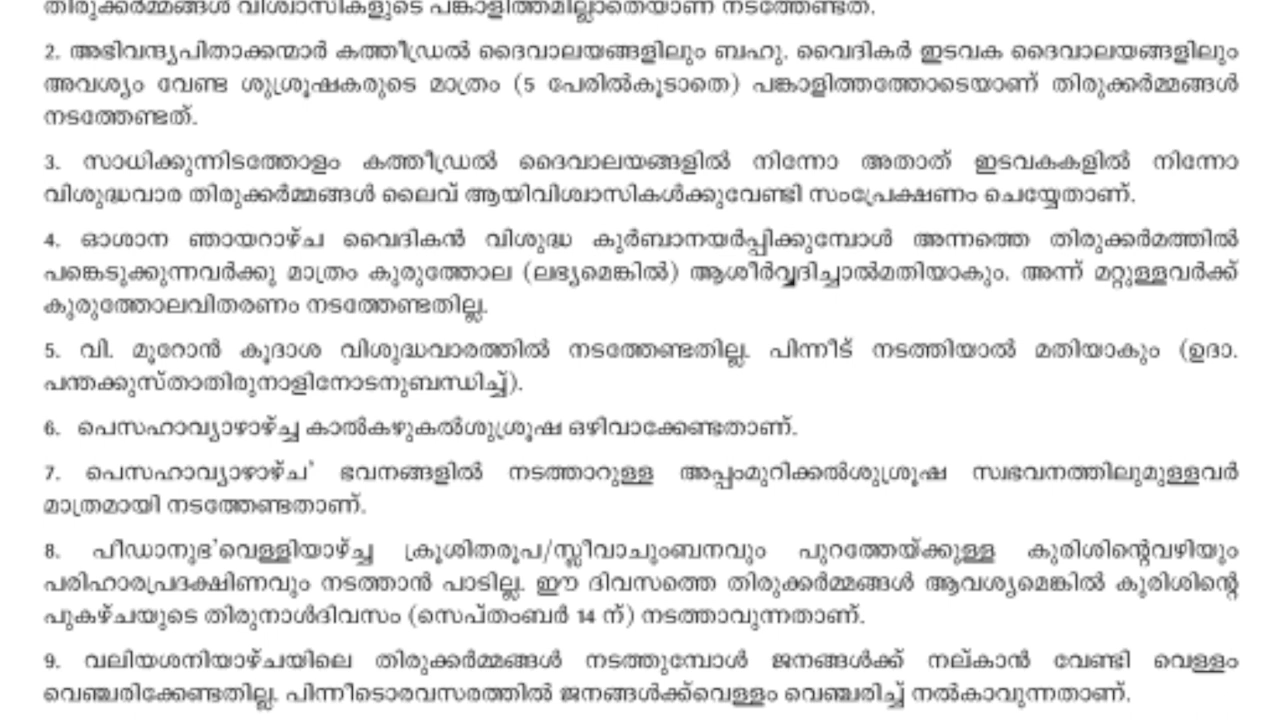 തിരുക്കർമ്മങ്ങൾ വിശ്വാസികളുടെ പങ്കാളിത്തമില്ലാതെയാണ് നടത്തേണ്ടത്.
2. അഭിവന്ദ്യപിതാക്കന്മാർ കത്തീഡ്രൽ ദൈവാലയങ്ങളിലും ബഹു. വൈദികർ ഇടവക ദൈവാലയങ്ങളിലും
അവശ്യം വേണ്ട ശുശ്രൂഷകരുടെ മാത്രം (5 പേരിൽകൂടാതെ) പങ്കാളിത്തത്തോടെയാണ് തിരുക്കർമ്മങ്ങൾ
നടത്തേണ്ടത്.
3. സാധിക്കുന്നിടത്തോളം കത്തീഡ്രൽ ദൈവാലയങ്ങളിൽ നിന്നോ അതാത് ഇടവകകളിൽ നിന്നോ
വിശുദ്ധവാര തിരുക്കർമ്മങ്ങൾ ലൈവ് ആയിവിശ്വാസികൾക്കുവേണ്ടി സംപ്രേക്ഷണം ചെയ്യേതാണ്.
4. ഓശാന ഞായറാഴ്ച വൈദികൻ വിശുദ്ധ കുർബാനയർപ്പിക്കുമ്പോൾ അന്നത്തെ തിരുക്കർമത്തിൽ
പങ്കെടുക്കുന്നവർക്കു മാത്രം കുരുത്തോല (ലഭ്യമെങ്കിൽ) ആശീർവ്വദിച്ചാൽമതിയാകും. അന്ന് മറ്റുള്ളവർക്ക്
കുരുത്തോലവിതരണം നടത്തേണ്ടതില്ല.
5. വി. മൂറോൻ കൂദാശ വിശുദ്ധവാരത്തിൽ നടത്തേണ്ടതില്ല. പിന്നീട് നടത്തിയാൽ മതിയാകും (ഉദാ.
പന്തക്കുസ്താതിരുനാളിനോടനുബന്ധിച്ച്).
6. പെസഹാവ്യാഴാഴ്ച്ച കാൽകഴുകൽശുശ്രൂഷ ഒഴിവാക്കേണ്ടതാണ്.
7. പെസഹാവ്യാഴാഴ്ച' ഭവനങ്ങളിൽ നടത്താറുള്ള അപ്പംമുറിക്കൽശുശ്രൂഷ സ്വഭവനത്തിലുമുള്ളവർ
മാത്രമായി നടത്തേണ്ടതാണ്.
8. പീഡാനുഭ'വെള്ളിയാഴ്ച്ച ക്രൂശിതരൂപ/സ്ലീവാചുംബനവും പുറത്തേയ്ക്കുള്ള കുരിശിന്റെവഴിയും
പരിഹാരപ്രദക്ഷിണവും നടത്താൻ പാടില്ല. ഈ ദിവസത്തെ തിരുക്കർമ്മങ്ങൾ ആവശ്യമെങ്കിൽ കുരിശിന്റെ
പുകഴ്ചയുടെ തിരുനാൾദിവസം (സെപ്തംബർ 14 ന്) നടത്താവുന്നതാണ്.
9. വലിയശനിയാഴ്ചയിലെ തിരുക്കർമ്മങ്ങൾ നടത്തുമ്പോൾ ജനങ്ങൾക്ക് നല്കാൻ വേണ്ടി വെള്ളം
വെഞ്ചരിക്കേണ്ടതില്ല. പിന്നീടൊരവസരത്തിൽ ജനങ്ങൾക്ക്വെള്ളം വെഞ്ചരിച്ച് നൽകാവുന്നതാണ്.